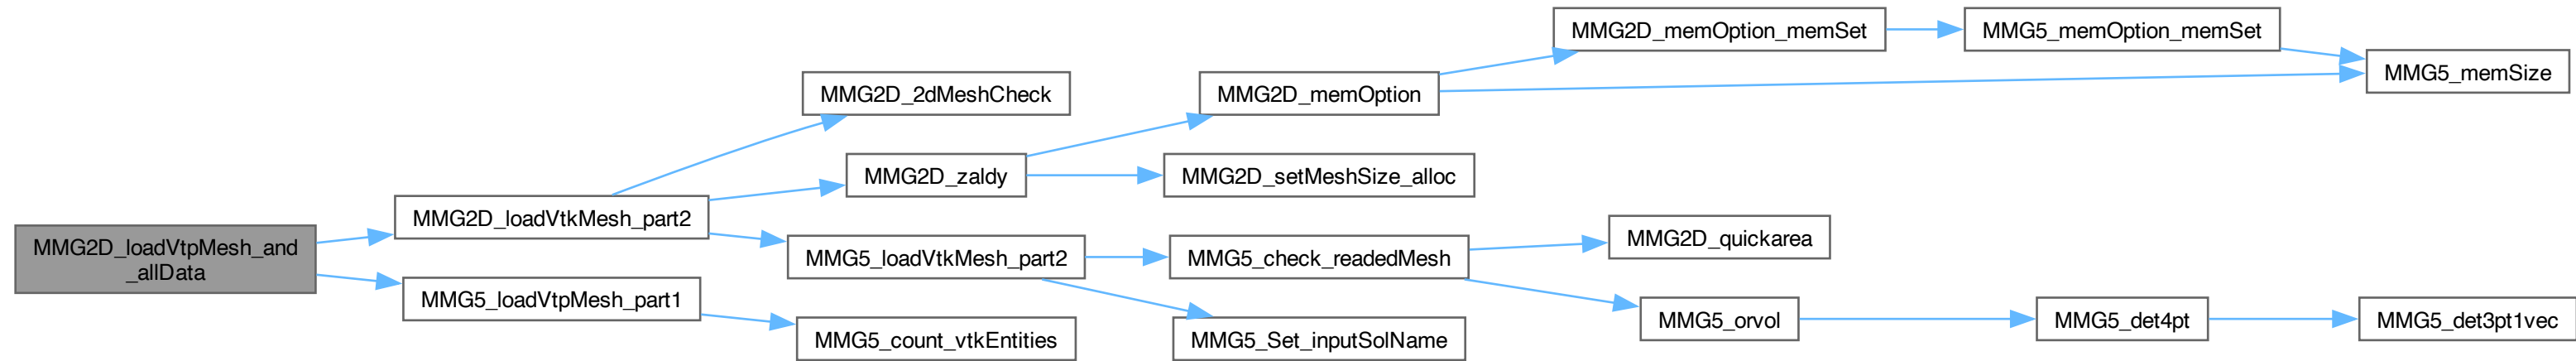 MMG2D_loadVtpMesh_and
_allData
MMG2D_loadVtkMesh_part2
MMG5_loadVtpMesh_part1
MMG2D_2dMeshCheck
MMG2D_zaldy
MMG5_loadVtkMesh_part2
MMG5_count_vtkEntities
MMG2D_memOption
MMG2D_setMeshSize_alloc
MMG5_check_readedMesh
MMG5_Set_inputSolName
MMG2D_memOption_memSet
MMG2D_quickarea
MMG5_orvol
MMG5_memOption_memSet
MMG5_det4pt
MMG5_memSize
MMG5_det3pt1vec